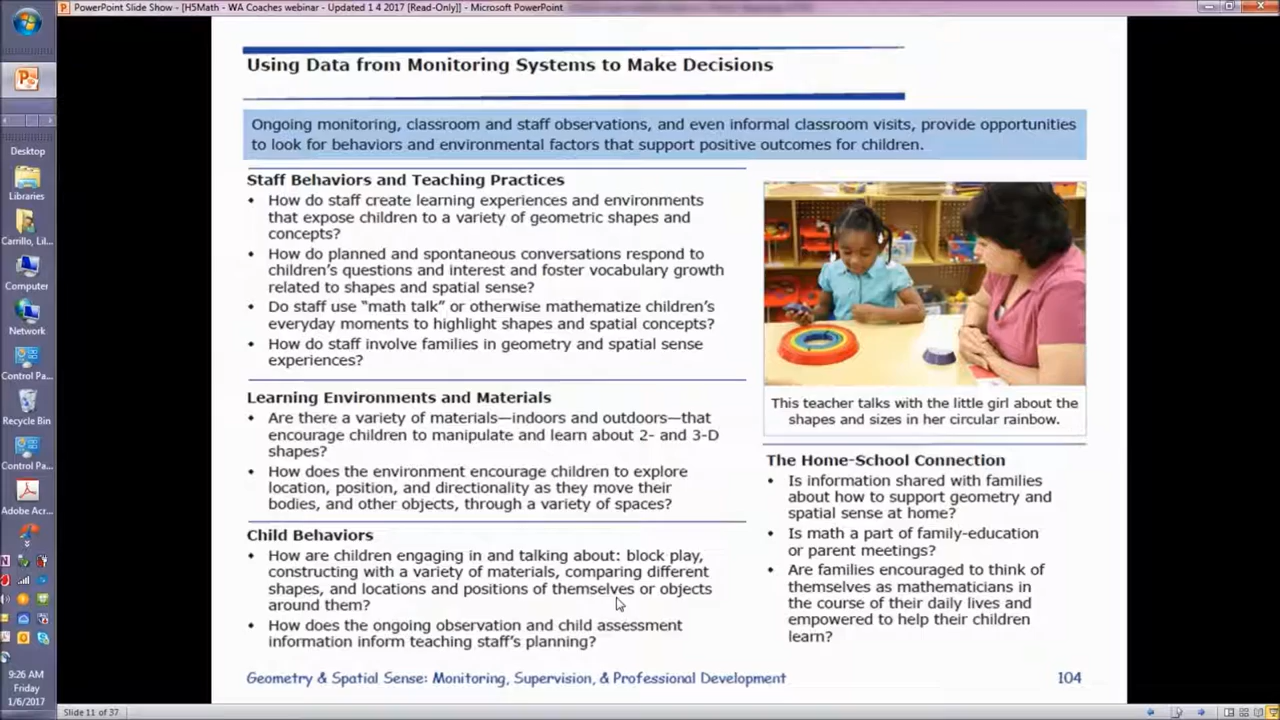 PowerPoint Slide Show - [H5Math - WA Coaches webinar - Updated 1 4 2017 [Read-Only]] - Microsoft PowerPoint
Using Data from Monitoring Systems to Make Decisions
Ongoing monitoring, classroom and staff observations, and even informal classroom visits, provide opportunities
to look for behaviors and environmental factors that support positive outcomes for children.
Staff Behaviors and Teaching Practices
• How do staff create learning experiences and environments
that expose children to a variety of geometric shapes and
concepts?
• How do planned and spontaneous conversations respond to
children's questions and interest and foster vocabulary growth
related to shapes and spatial sense?
• Do staff use “math talk” or otherwise mathematize children's
everyday moments to highlight shapes and spatial concepts?
• How do staff involve families in geometry and spatial sense
experiences?
Learning Environments and Materials
• Are there a variety of materials—indoors and outdoors—that
encourage children to manipulate and learn about 2- and 3-D
shapes?
• How does the environment encourage children to explore
location, position, and directionality as they move their
bodies, and other objects, through a variety of spaces?
Child Behaviors
• How are children engaging in and talking about: block play,
constructing with a variety of materials, comparing different
shapes, and locations and positions of themselves or objects
around them?
• How does the ongoing observation and child assessment
information inform teaching staff's planning?
This teacher talks with the little girl about the
shapes and sizes in her circular rainbow.
The Home-School Connection
• Is information shared with families
about how to support geometry and
spatial sense at home?
• Is math a part of family-education
or parent meetings?
• Are families encouraged to think of
themselves as mathematicians in
the course of their daily lives and
empowered to help their children
learn?
Geometry & Spatial Sense: Monitoring, Supervision, & Professional Development
104
Desktop
Libraries
Carrillo, Lil...
Computer
Network
Control Pa...
Recycle Bin
Control Pa...
Adobe Acr...
9:26 AM
Friday
1/6/2017
Slide 11 of 37